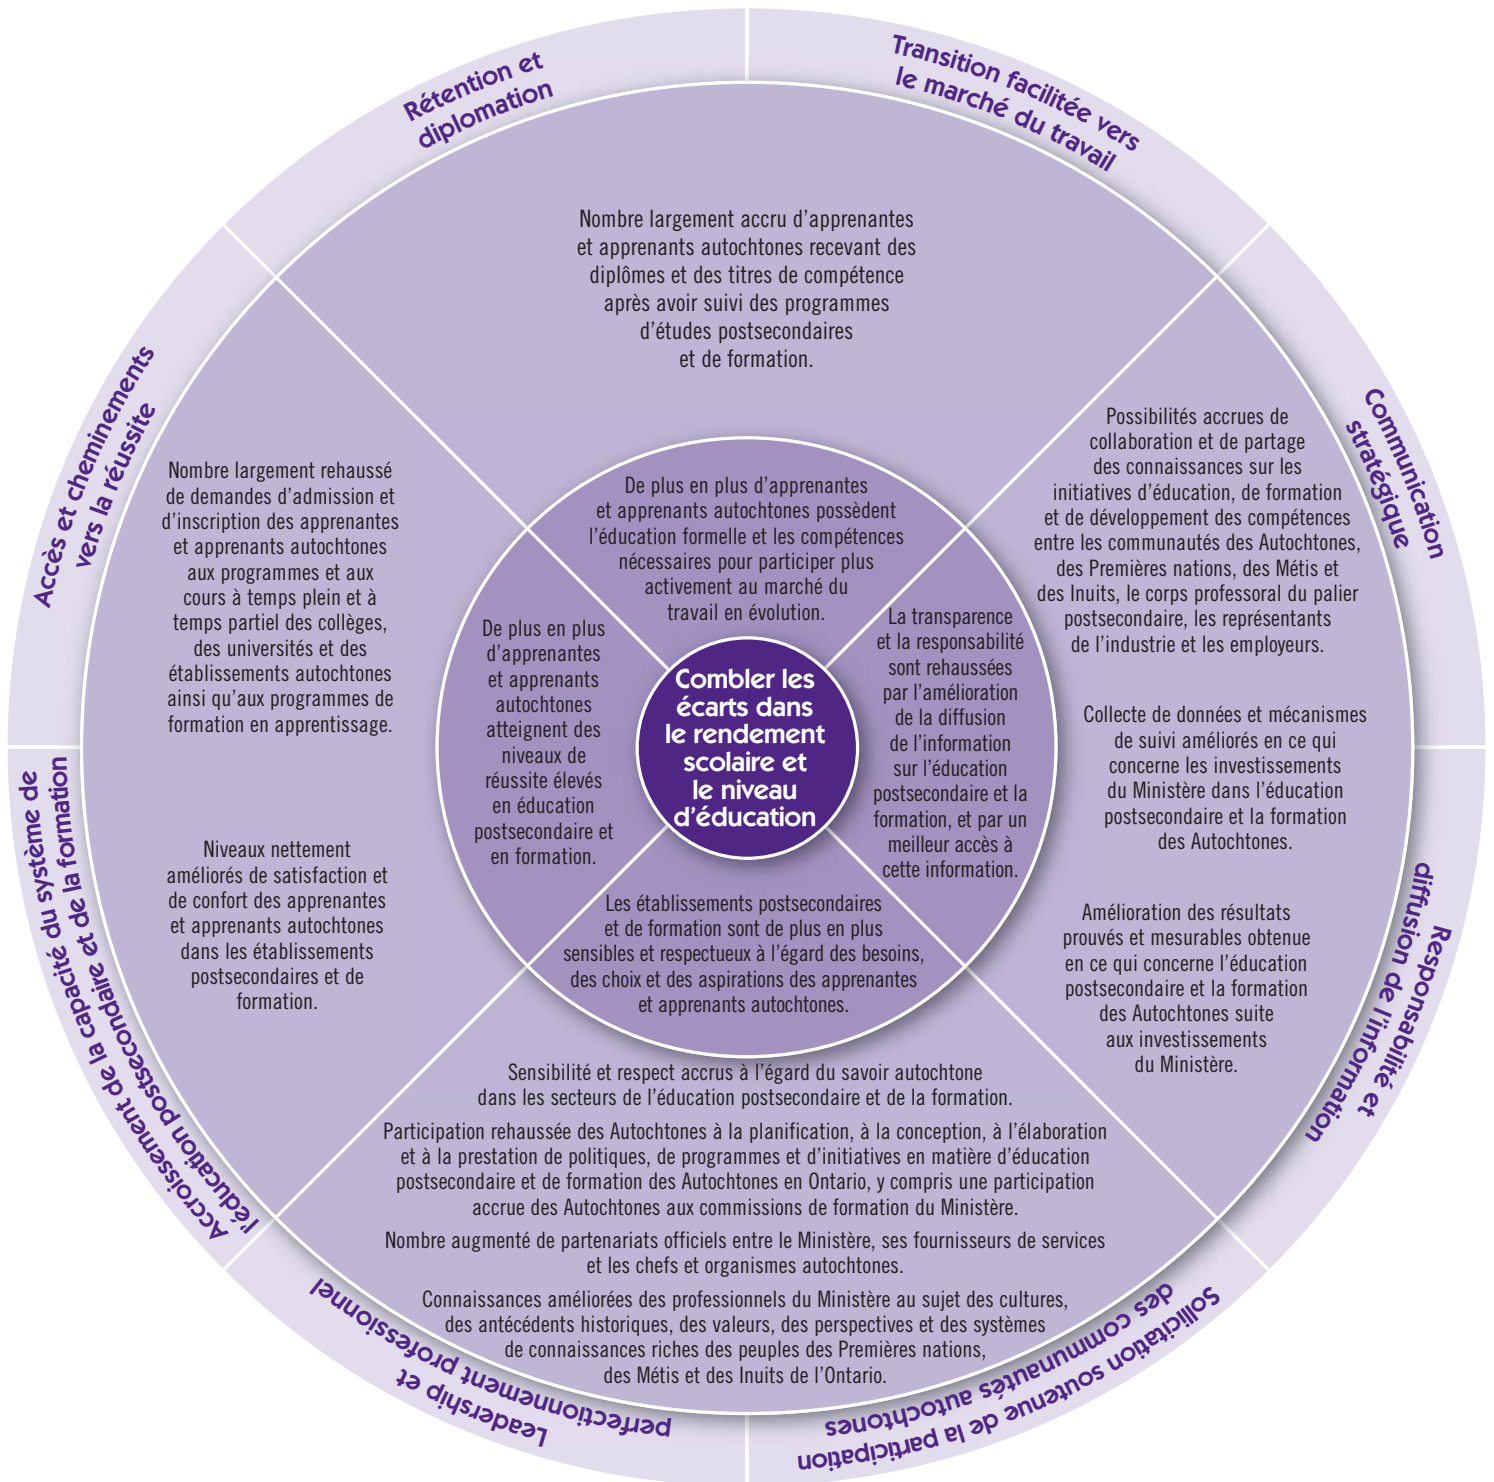 Rétention et
diplomation
Transition facilitée vers
le marché du travail
Communication
stratégique
Responsabilité et
diffusion de l'information
Sollicitation soutenue de la participation
des communautés autochtones
Leadership et
perfectionnement professionnel
Accroissement de la capacité du système de
l'éducation postsecondaire et de la formation
Accès et cheminements
vers la réussite
Nombre largement accru d'apprenantes
et apprenants autochtones recevant des
diplômes et des titres de compétence
après avoir suivi des programmes
d'études postsecondaires
et de formation.
Possibilités accrues de
collaboration et de partage
des connaissances sur les
initiatives d'éducation, de formation
et de développement des compétences
entre les communautés des Autochtones,
des Premières nations, des Métis et
des Inuits, le corps professoral du palier
postsecondaire, les représentants
de l'industrie et les employeurs.
Collecte de données et mécanismes
de suivi améliorés en ce qui
concerne les investissements
du Ministère dans l'éducation
postsecondaire et la formation
des Autochtones.
Amélioration des résultats
prouvés et mesurables obtenue
en ce qui concerne l'éducation
postsecondaire et la formation
des Autochtones suite
aux investissements
du Ministère.
Nombre largement rehaussé
de demandes d'admission et
d'inscription des apprenantes
et apprenants autochtones
aux programmes et aux
cours à temps plein et à
temps partiel des collèges,
des universités et des
établissements autochtones
ainsi qu'aux programmes de
formation en apprentissage.
Niveaux nettement
améliorés de satisfaction et
de confort des apprenantes
et apprenants autochtones
dans les établissements
postsecondaires et de
formation.
De plus en plus d'apprenantes
et apprenants autochtones possèdent
l'éducation formelle et les compétences
nécessaires pour participer plus
activement au marché du
travail en évolution.
La transparence
et la responsabilité
sont rehaussées
par l'amélioration
de la diffusion
de l'information
sur l'éducation
postsecondaire et la
formation, et par un
meilleur accès à
cette information.
De plus en plus
d'apprenantes
et apprenants
autochtones
atteignent des
niveaux de
réussite élevés
en éducation
postsecondaire et
en formation.
Combler les
écarts dans
le rendement
scolaire et
le niveau
d'éducation
Les établissements postsecondaires
et de formation sont de plus en plus
sensibles et respectueux à l'égard des besoins,
des choix et des aspirations des apprenantes
et apprenants autochtones.
Sensibilité et respect accrus à l'égard du savoir autochtone
dans les secteurs de l'éducation postsecondaire et de la formation.
Participation rehaussée des Autochtones à la planification, à la conception, à l'élaboration
et à la prestation de politiques, de programmes et d'initiatives en matière d'éducation
postsecondaire et de formation des Autochtones en Ontario, y compris une participation
accrue des Autochtones aux commissions de formation du Ministère.
Nombre augmenté de partenariats officiels entre le Ministère, ses fournisseurs de services
et les chefs et organismes autochtones.
Connaissances améliorées des professionnels du Ministère au sujet des cultures,
des antécédents historiques, des valeurs, des perspectives et des systèmes
de connaissances riches des peuples des Premières nations,
des Métis et des Inuits de l'Ontario.